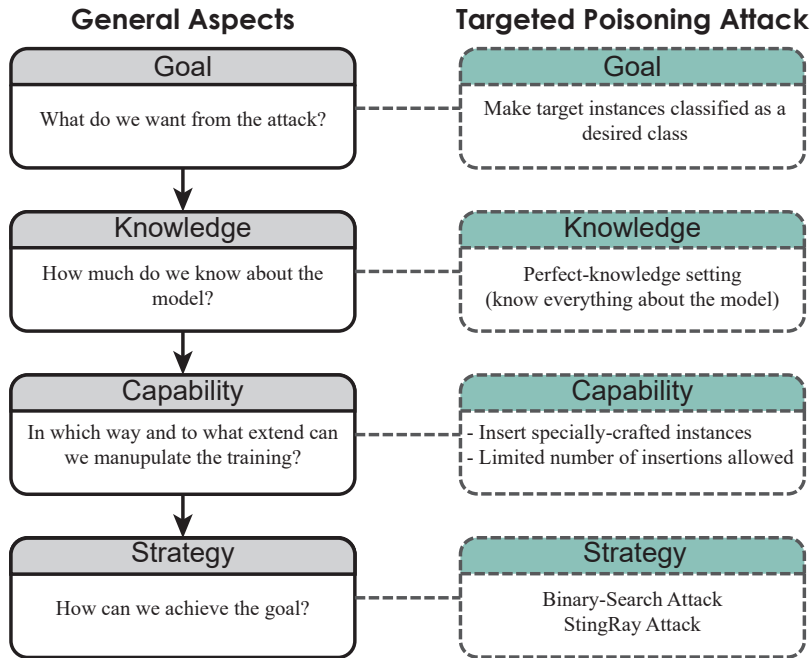 General Aspects
Targeted Poisoning Attack
Goal
What do we want from the attack?
Goal
Make target instances classified as a
desired class
Knowledge
How much do we know about the
model?
Knowledge
Perfect-knowledge setting
(know everything about the model)
Capability
In which way and to what extend can
we manupulate the training?
Capability
- Insert specially-crafted instances
- Limited number of insertions allowed
Strategy
How can we achieve the goal?
Strategy
Binary-Search Attack
StingRay Attack